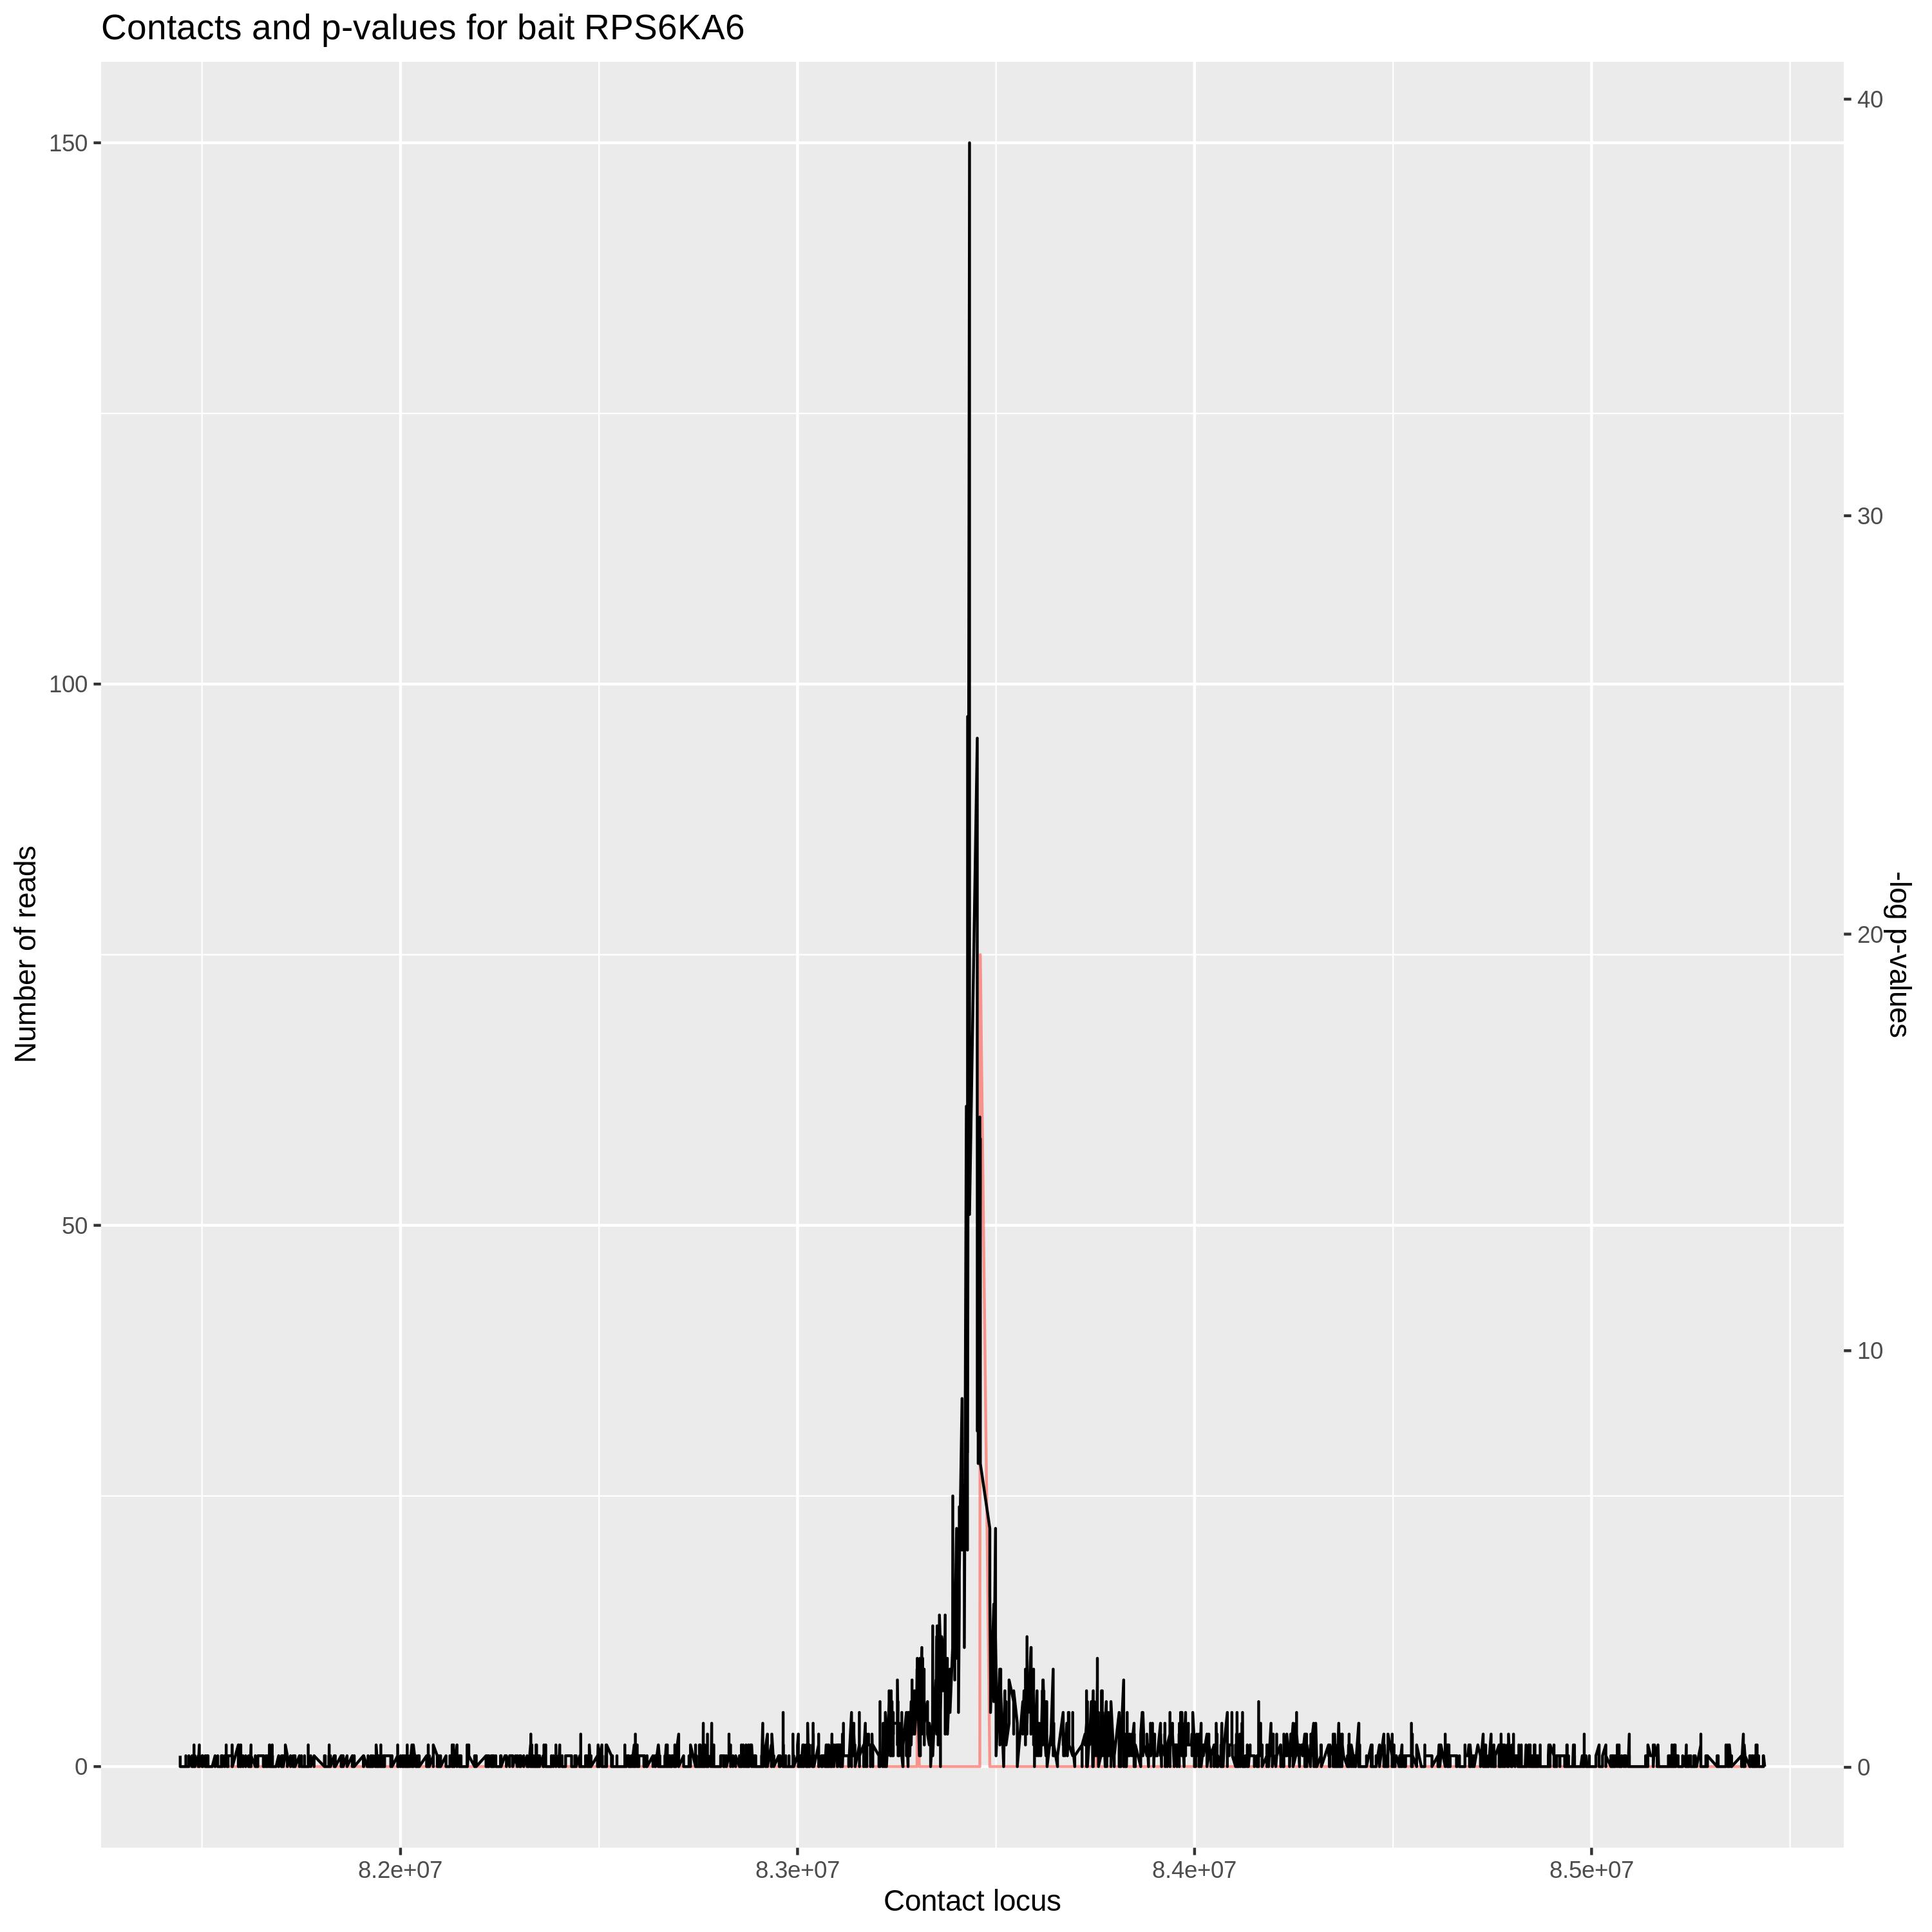 Contacts and p-values for bait RPS6KA6
150
100
50
0
Number of reads
40
30
20
10
0
-log p-values
8.2e+07
8.3e+07
8.4e+07
8.5e+07
Contact locus